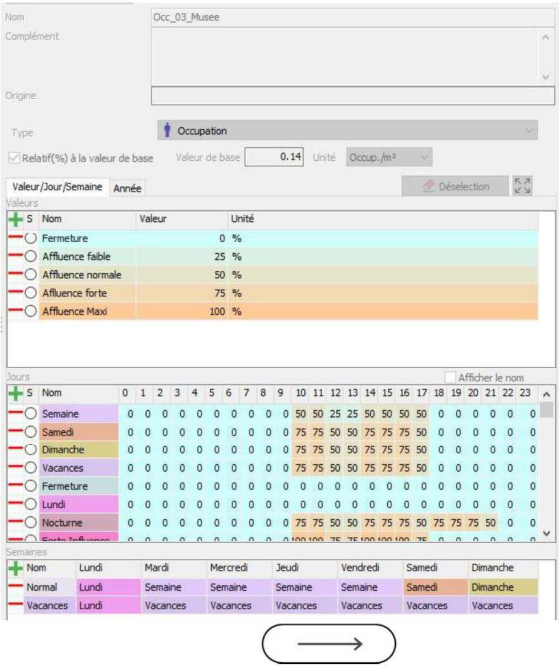 Nom Occ_03_Musee
Complément
Origine
Type Occupation
Relatif(%) à la valeur de base Valeur de base 0.14 Unité Occup./m²
Valeur/Jour/Semaine Année Déselection
Valeurs
S Nom Valeur Unité
Fermeture 0 %
Affluence faible 25 %
Affluence normale 50 %
Afluence forte 75 %
Affluence Maxi 100 %
Jours Afficher le nom
S Nom 0 1 2 3 4 5 6 7 8 9 10 11 12 13 14 15 16 17 18 19 20 21 22 23
Semaine 0 0 0 0 0 0 0 0 0 0 50 50 25 25 50 50 50 50 0 0 0 0 0 0
Samedi 0 0 0 0 0 0 0 0 0 0 75 75 50 50 75 75 75 50 0 0 0 0 0 0
Dimanche 0 0 0 0 0 0 0 0 0 0 75 75 50 50 75 75 75 50 0 0 0 0 0 0
Vacances 0 0 0 0 0 0 0 0 0 0 75 75 50 50 75 75 75 50 0 0 0 0 0 0
Fermeture 0 0 0 0 0 0 0 0 0 0 0 0 0 0 0 0 0 0 0 0 0 0 0 0
Lundi 0 0 0 0 0 0 0 0 0 0 0 0 0 0 0 0 0 0 0 0 0 0 0 0
Nocturne 0 0 0 0 0 0 0 0 0 0 75 75 50 50 75 75 75 50 75 75 75 50 0 0
Semaines
Nom Lundi Mardi Mercredi Jeudi Vendredi Samedi Dimanche
Normal Lundi Semaine Semaine Semaine Semaine Samedi Dimanche
Vacances Lundi Vacances Vacances Vacances Vacances Vacances Vacances